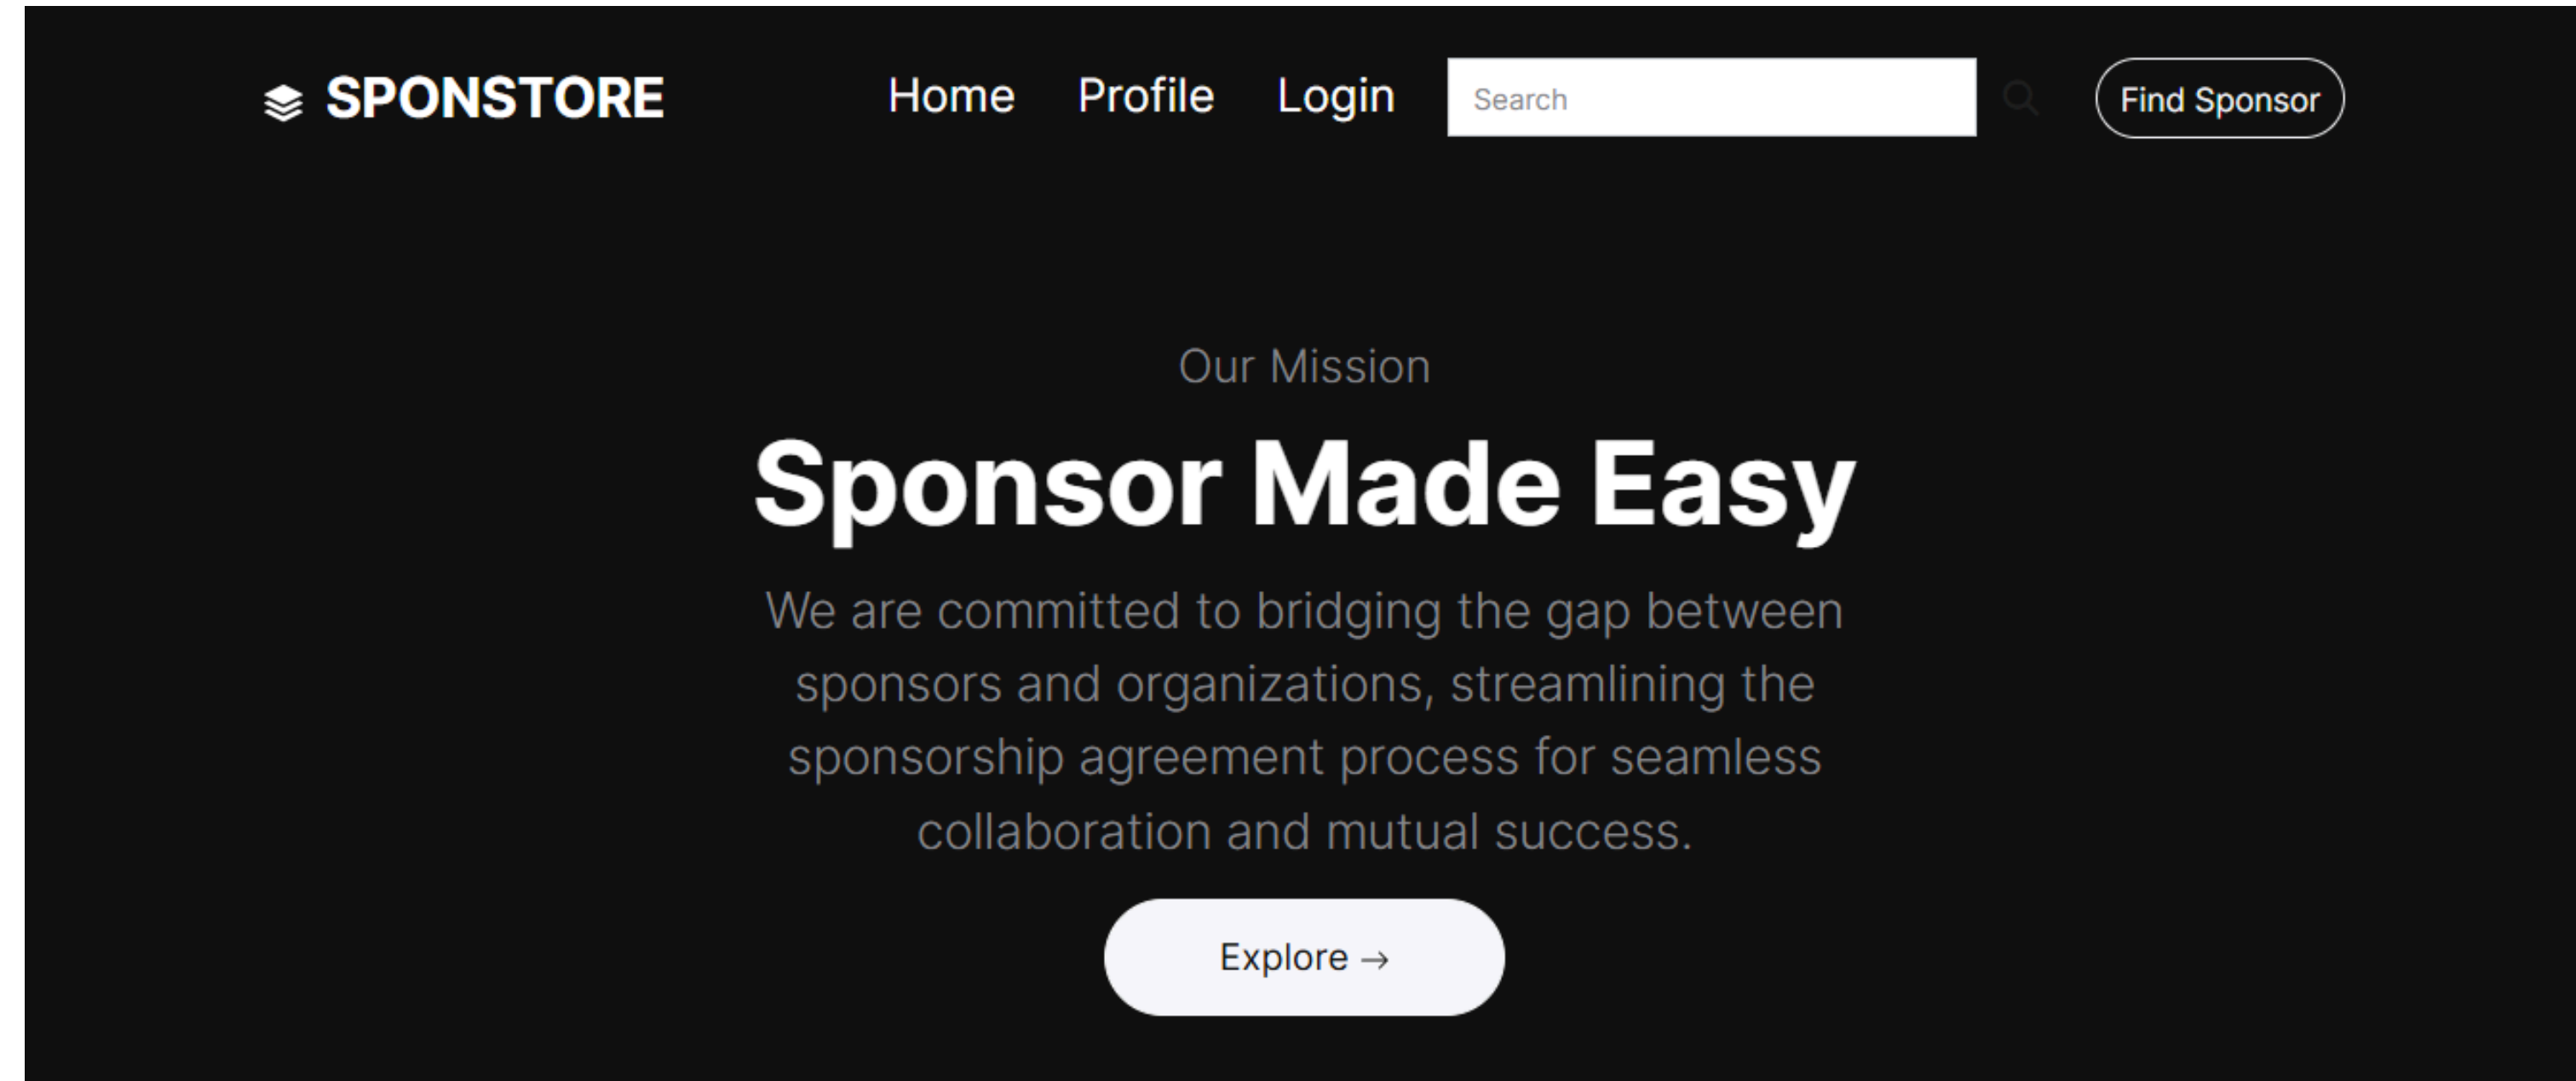 SPONSTORE
Home Profile Login Search Find Sponsor
Our Mission
Sponsor Made Easy
We are committed to bridging the gap between
sponsors and organizations, streamlining the
sponsorship agreement process for seamless
collaboration and mutual success.
Explore →